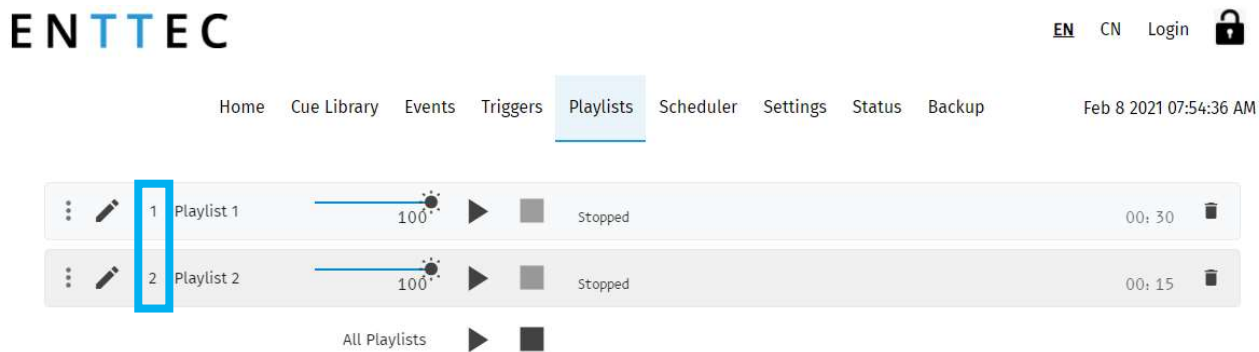 ENTTEC
EN CN Login
Home Cue Library Events Triggers Playlists Scheduler Settings Status Backup Feb 8 2021 07:54:36 AM
1 Playlist 1 100 Stopped 00: 30
2 Playlist 2 100 Stopped 00: 15
All Playlists